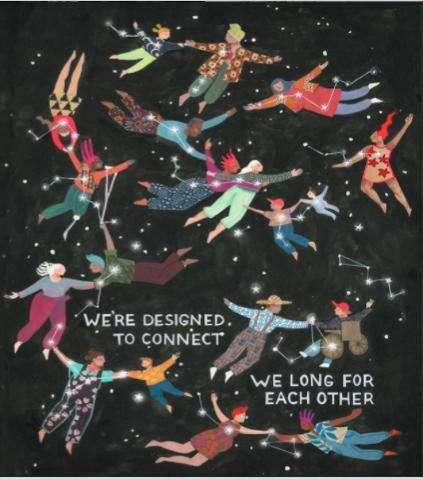 WE'RE DESIGNED
TO CONNECT
WE LONG FOR
EACH OTHER